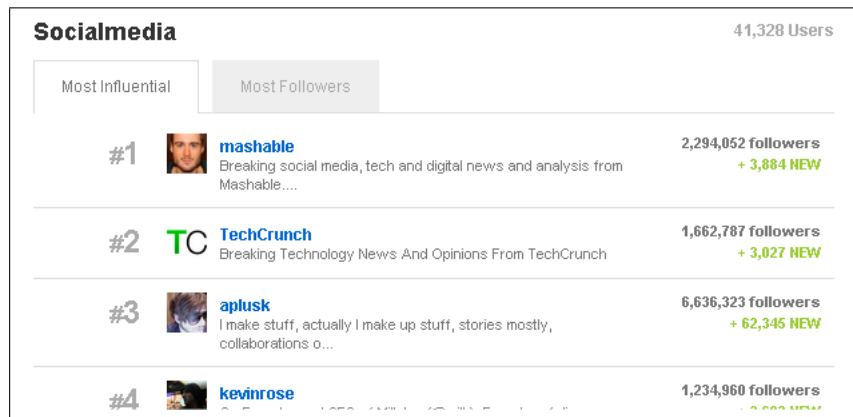 Socialmedia
41,328 Users
Most Influential
Most Followers
#1
mashable
2,294,052 followers
Breaking social media, tech and digital news and analysis from
Mashable....
+ 3,884 NEW
#2
TC
TechCrunch
1,662,787 followers
Breaking Technology News And Opinions From TechCrunch
+ 3,027 NEW
#3
aplusk
6,636,323 followers
I make stuff, actually I make up stuff, stories mostly,
collaborations o...
+ 62,345 NEW
#4
kevinrose
1,234,960 followers